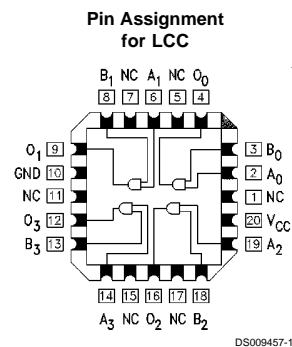 Pin Assignment
for LCC
B1 NC A1 NC O0
8 7 6 5 4
O1 9
GND 10
NC 11
O3 12
B3 13
3 B0
2 A0
1 NC
20 VCC
19 A2
14 15 16 17 18
A3 NC O2 NC B2
DS009457-1